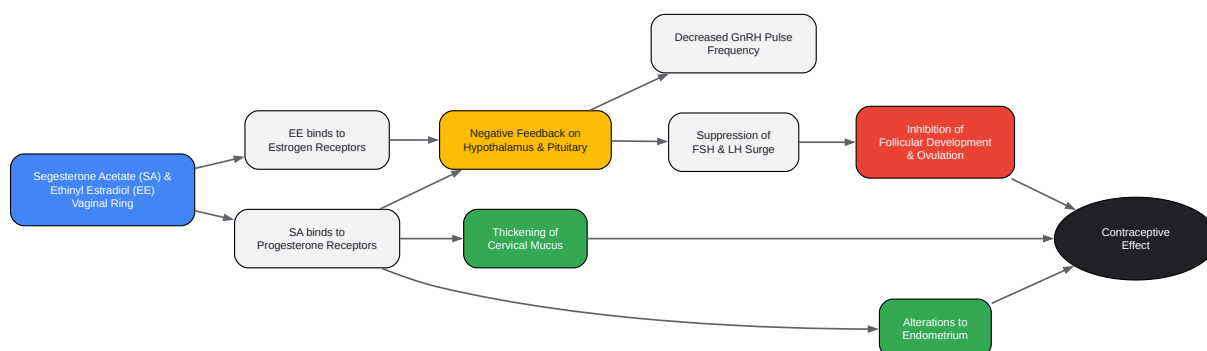 Segesterone Acetate (SA) &
Ethinyl Estradiol (EE)
Vaginal Ring
EE binds to
Estrogen Receptors
SA binds to
Progesterone Receptors
Negative Feedback on
Hypothalamus & Pituitary
Thickening of
Cervical Mucus
Decreased GnRH Pulse
Frequency
Suppression of
FSH & LH Surge
Inhibition of
Follicular Development
& Ovulation
Alterations to
Endometrium
Contraceptive
Effect